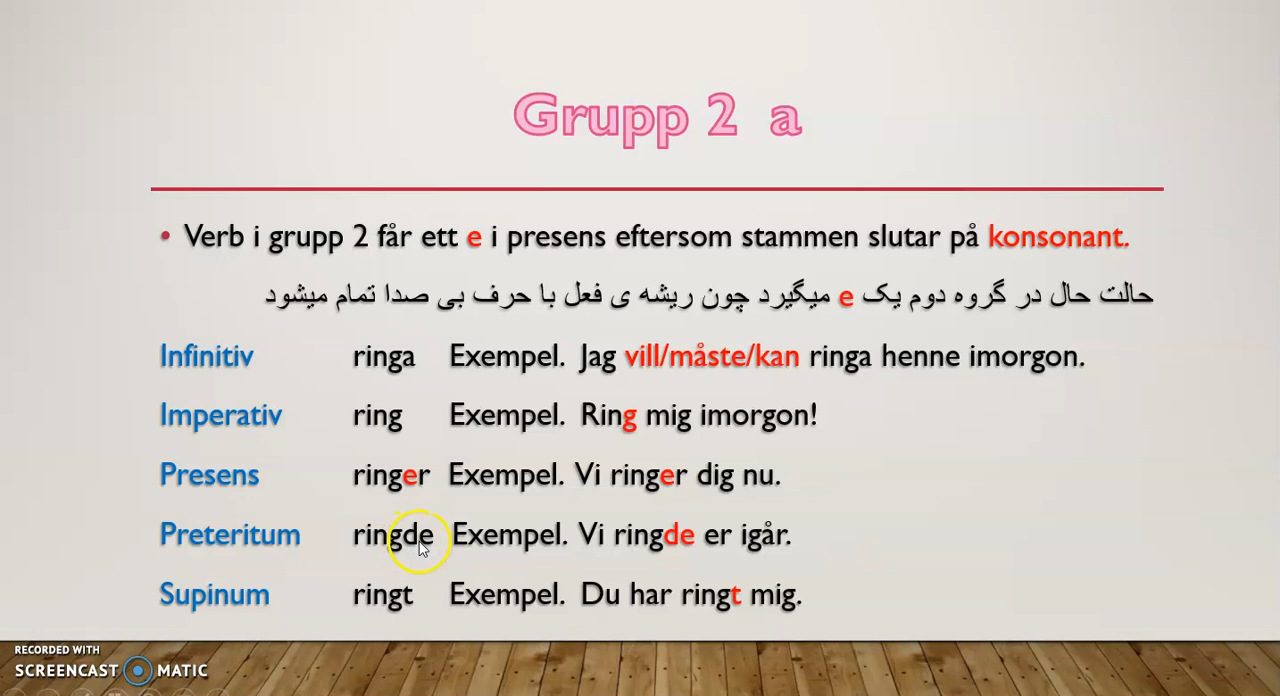 Grupp 2 a
• Verb i grupp 2 får ett e i presens eftersom stammen slutar på konsonant.
حالت حال در گروه دوم یک e میگیرد چون ریشه ی فعل با حرف بی صدا تمام میشود
Infinitiv ringa Exempel. Jag vill/måste/kan ringa henne imorgon.
Imperativ ring Exempel. Ring mig imorgon!
Presens ringer Exempel. Vi ringer dig nu.
Preteritum ringde Exempel. Vi ringde er igår.
Supinum ringt Exempel. Du har ringt mig.
RECORDED WITH
SCREENCAST MATIC